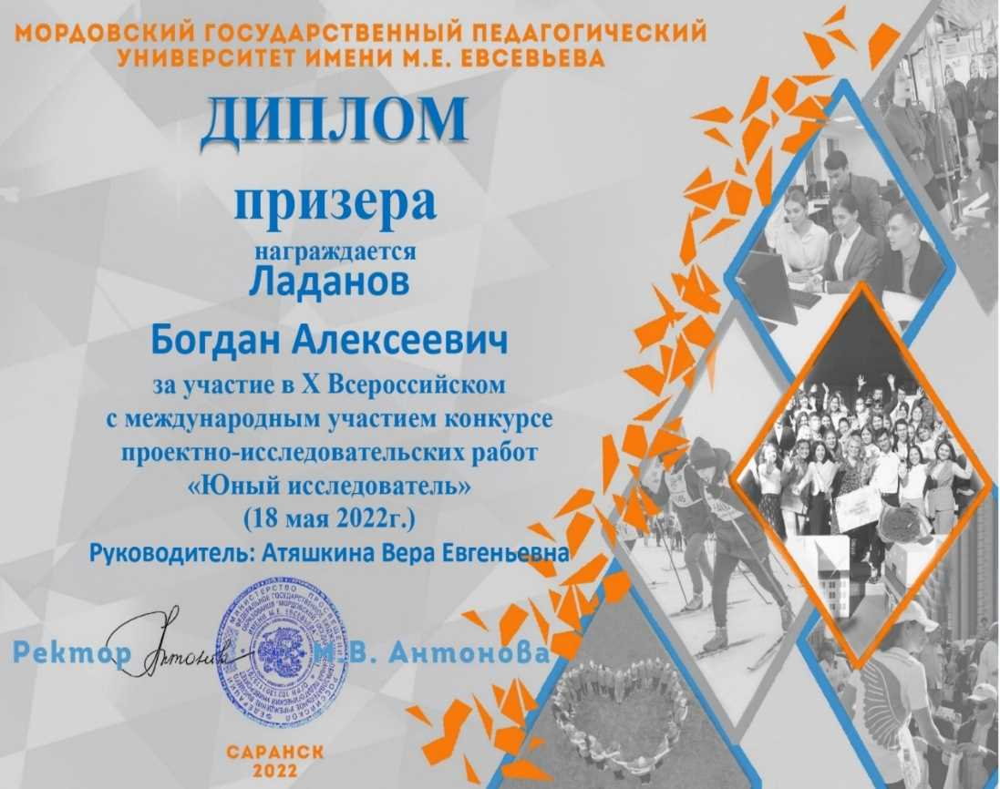 МОРДОВСКИЙ ГОСУДАРСТВЕННЫЙ ПЕДАГОГИЧЕСКИЙ
УНИВЕРСИТЕТ ИМЕНИ М.Е. ЕВСЕВЬЕВА
ДИПЛОМ
призера
награждается
Ладанов
Богдан Алексеевич
за участие в X Всероссийском
с международным участием конкурсе
проектно-исследовательских работ
«Юный исследователь»
(18 мая 2022г.)
Руководитель: Атяшкина Вера Евгеньевна
Ректор Антонова М.В. Антонова
САРАНСК
2022